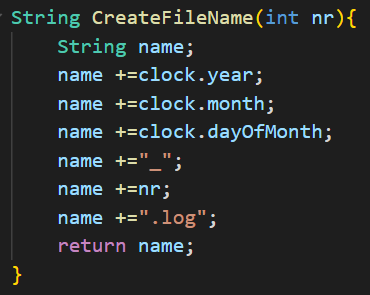 String CreateFileName(int nr){
    String name;
    name +=clock.year;
    name +=clock.month;
    name +=clock.dayOfMonth;
    name +="_";
    name +=nr;
    name +=".log";
    return name;
}